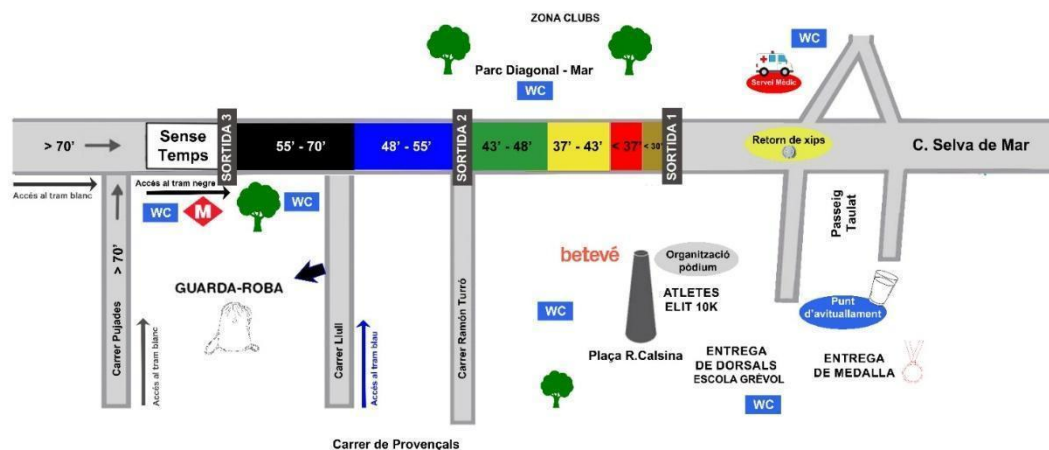 ZONA CLUBS
WC
Parc Diagonal - Mar
WC
Servei Mèdic
> 70'
Sense
Temps
SORTIDA 3
55' - 70'
48' - 55'
SORTIDA 2
43' - 48'
37' - 43'
< 37'
< 30'
SORTIDA 1
Retorn de xips
C. Selva de Mar
Accés al tram blanc
Accés al tram negre
WC
M
WC
> 70'
Carrer Pujades
Accés al tram blanc
GUARDA-ROBA
Carrer Llull
Accés al tram blau
Carrer Ramón Turró
betevé
Organització
pòdium
ATLETES
ELIT 10K
WC
Plaça R.Calsina
Passeig
Taulat
Punt
d'avituallament
ENTREGA
DE DORSALS
ESCOLA GRÉVOL
WC
ENTREGA
DE MEDALLA
Carrer de Provençals